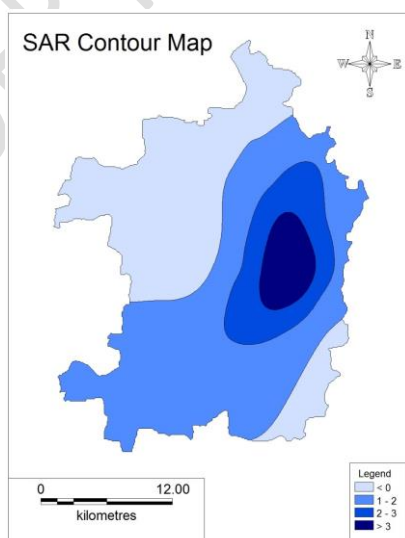 SAR Contour Map
N
W E
S
0 12.00
kilometres
Legend
< 0
1 - 2
2 - 3
> 3